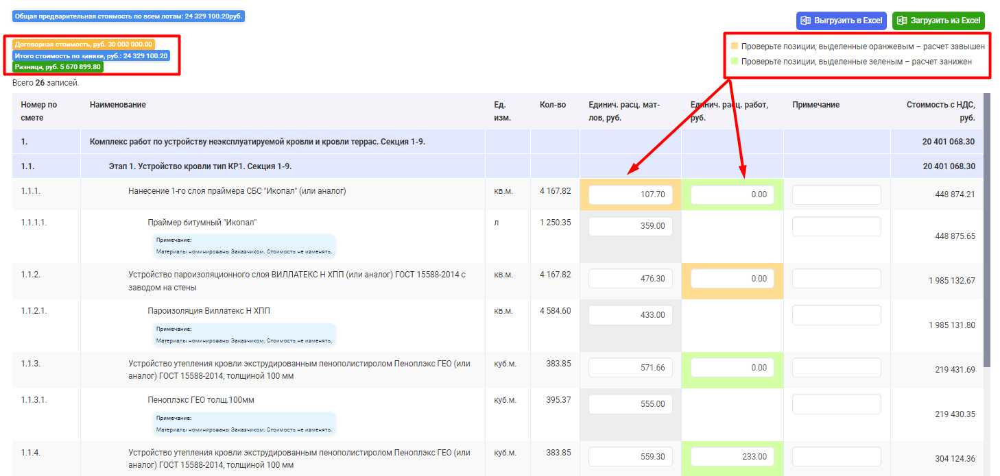 Общая предварительная стоимость по всем лотам: 24 329 100.20руб.
Выгрузить в Excel
Загрузить из Excel
Договорная стоимость, руб. 30 000 000.00
Итого стоимость по заявке, руб.: 24 329 100.20
Разница, руб. 5 670 899.80
Проверьте позиции, выделенные оранжевым – расчет завышен
Проверьте позиции, выделенные зеленым – расчет занижен
Всего 26 записей.
Номер по смете Наименование Ед. изм. Кол-во Единич. расц. мат-лов, руб. Единич. расц. работ, руб. Примечание Стоимость с НДС, руб.
1. Комплекс работ по устройству неэксплуатируемой кровли и кровли террас. Секция 1-9. 20 401 068.30
1.1. Этап 1. Устройство кровли тип КР1. Секция 1-9. 20 401 068.30
1.1.1. Нанесение 1-го слоя праймера СБС "Икопал" (или аналог) кв.м. 4 167.82 107.70 0.00 448 874.21
1.1.1.1. Праймер битумный "Икопал" л 1 250.35 359.00 448 875.65
Примечание:
Материалы номинированы Заказчиком. Стоимость не изменять.
1.1.2. Устройство пароизоляционного слоя ВИЛЛАТЕКС Н ХПП (или аналог) ГОСТ 15588-2014 с кв.м. 4 167.82 476.30 0.00 1 985 132.67
заводом на стены
1.1.2.1. Пароизоляция Виллатекс Н ХПП кв.м. 4 584.60 433.00 1 985 131.80
Примечание:
Материалы номинированы Заказчиком. Стоимость не изменять.
1.1.3. Устройство утепления кровли экструдированным пенополистиролом Пеноплэкс ГЕО (или куб.м. 383.85 571.66 0.00 219 431.69
аналог) ГОСТ 15588-2014, толщиной 100 мм
1.1.3.1. Пеноплэкс ГЕО толщ.100мм куб.м. 395.37 555.00 219 430.35
Примечание:
Материалы номинированы Заказчиком. Стоимость не изменять.
1.1.4. Устройство утепления кровли экструдированным пенополистиролом Пеноплэкс ГЕО (или куб.м. 383.85 559.30 233.00 304 124.36
аналог) ГОСТ 15588-2014, толщиной 100 мм